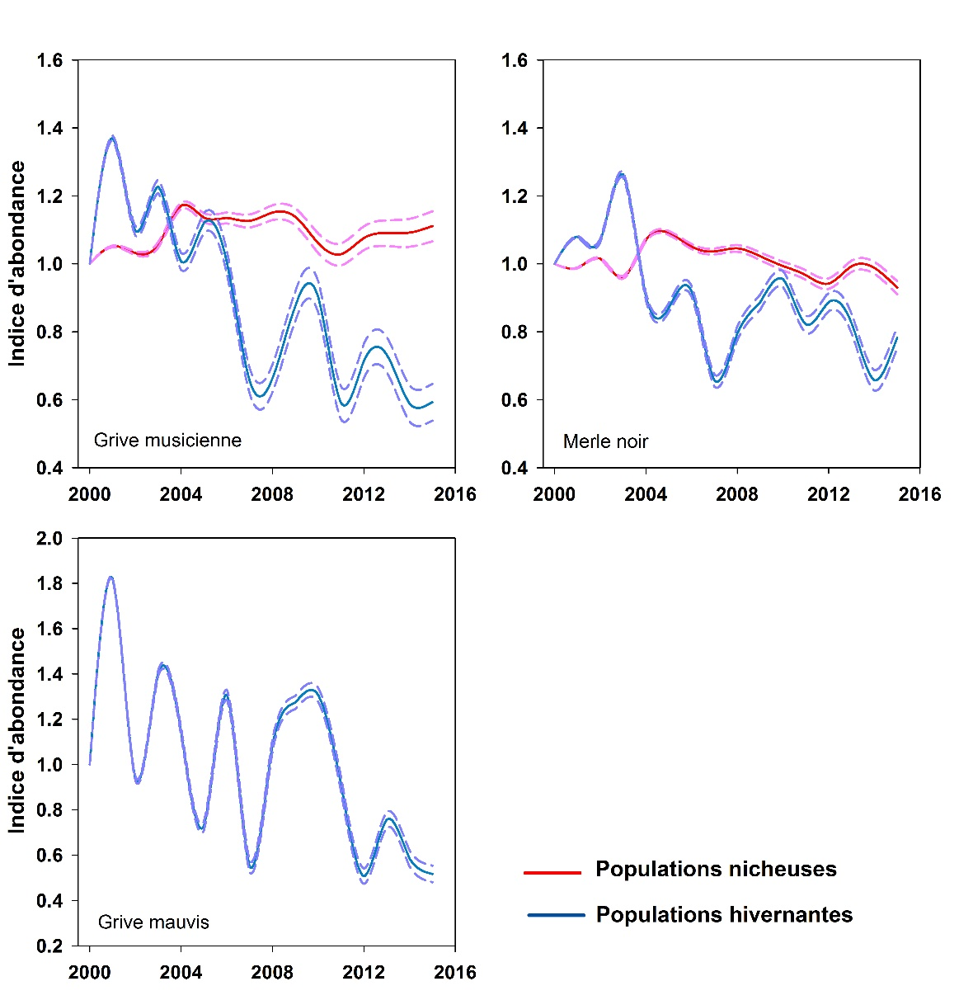 Indice d'abondance
1.6
1.4
1.2
1.0
0.8
0.6
0.4
Grive musicienne
2000 2004 2008 2012 2016
1.6
1.4
1.2
1.0
0.8
0.6
0.4
Merle noir
2000 2004 2008 2012 2016
Indice d'abondance
2.0
1.8
1.6
1.4
1.2
1.0
0.8
0.6
0.4
0.2
Grive mauvis
2000 2004 2008 2012 2016
Populations nicheuses
Populations hivernantes